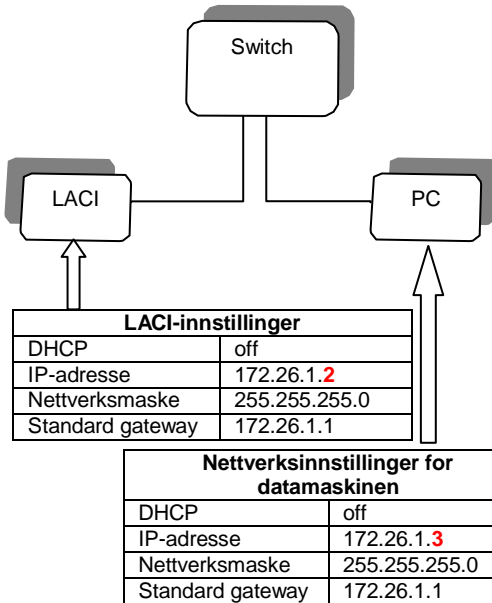 Switch
LACI
PC
LACI-innstillinger
DHCP off
IP-adresse 172.26.1.2
Nettverksmaske 255.255.255.0
Standard gateway 172.26.1.1
Nettverksinnstillinger for
datamaskinen
DHCP off
IP-adresse 172.26.1.3
Nettverksmaske 255.255.255.0
Standard gateway 172.26.1.1